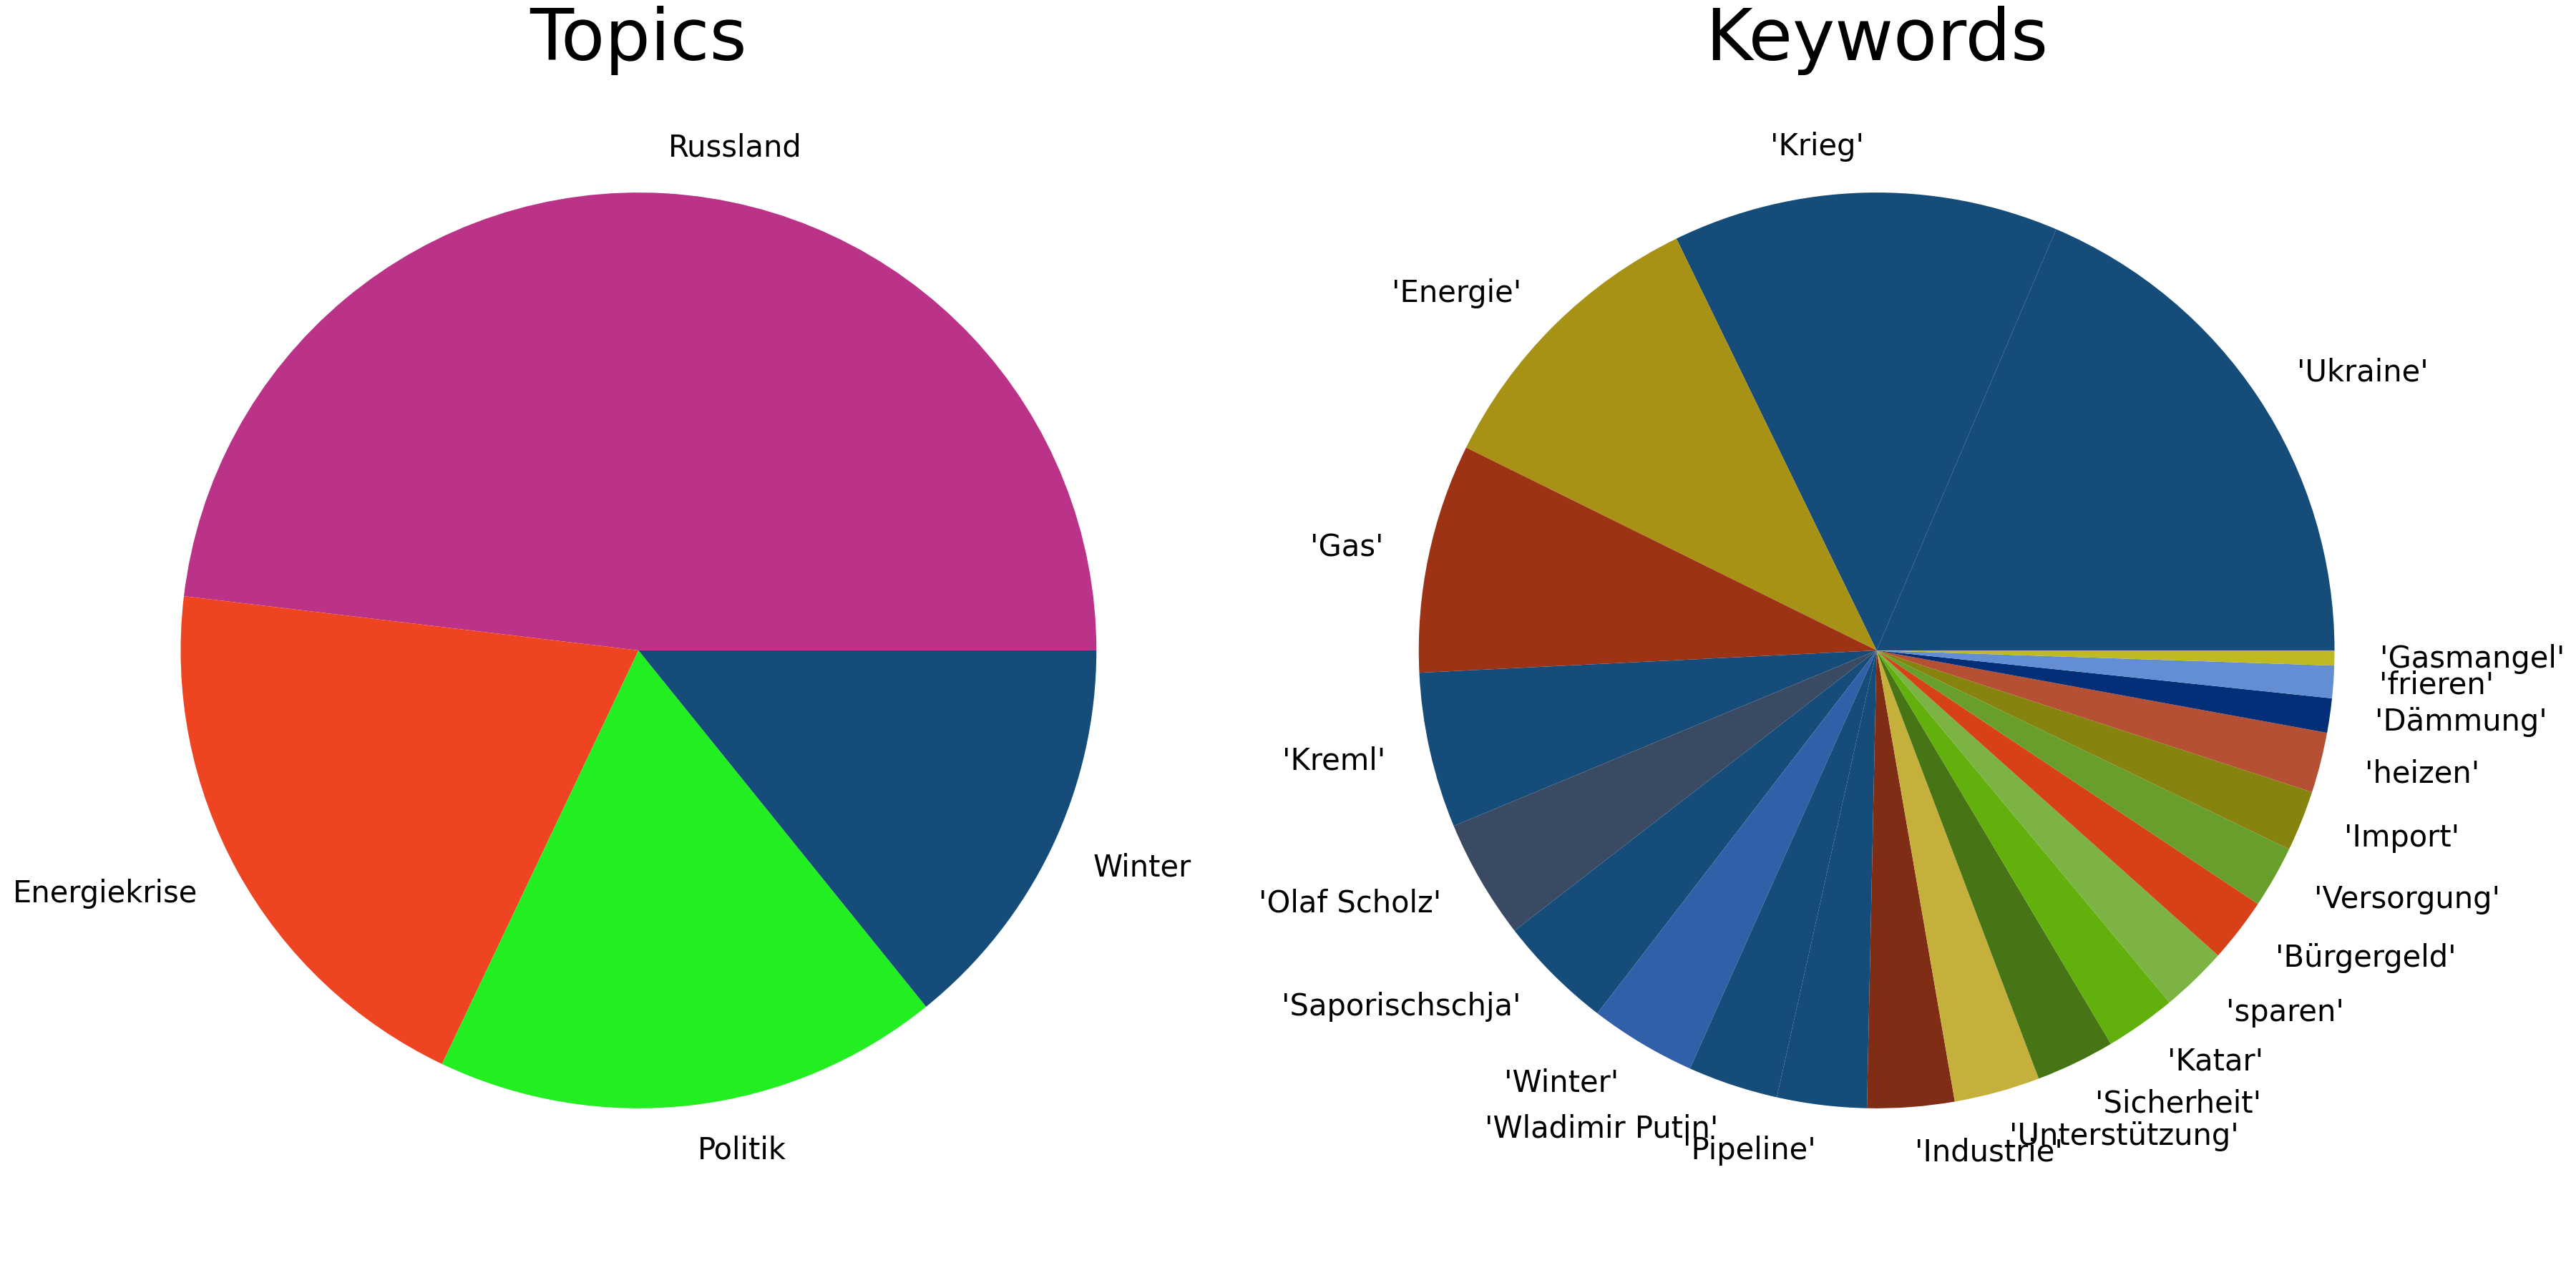 Topics
Russland
Energiekrise
Politik
Winter
Keywords
'Krieg'
'Energie'
'Ukraine'
'Gas'
'Kreml'
'Olaf Scholz'
'Saporischschja'
'Winter'
'Wladimir Putin'
'Pipeline'
'Industrie'
'Unterstützung'
'Sicherheit'
'Katar'
'sparen'
'Bürgergeld'
'Versorgung'
'Import'
'heizen'
'Dämmung'
'frieren'
'Gasmangel'